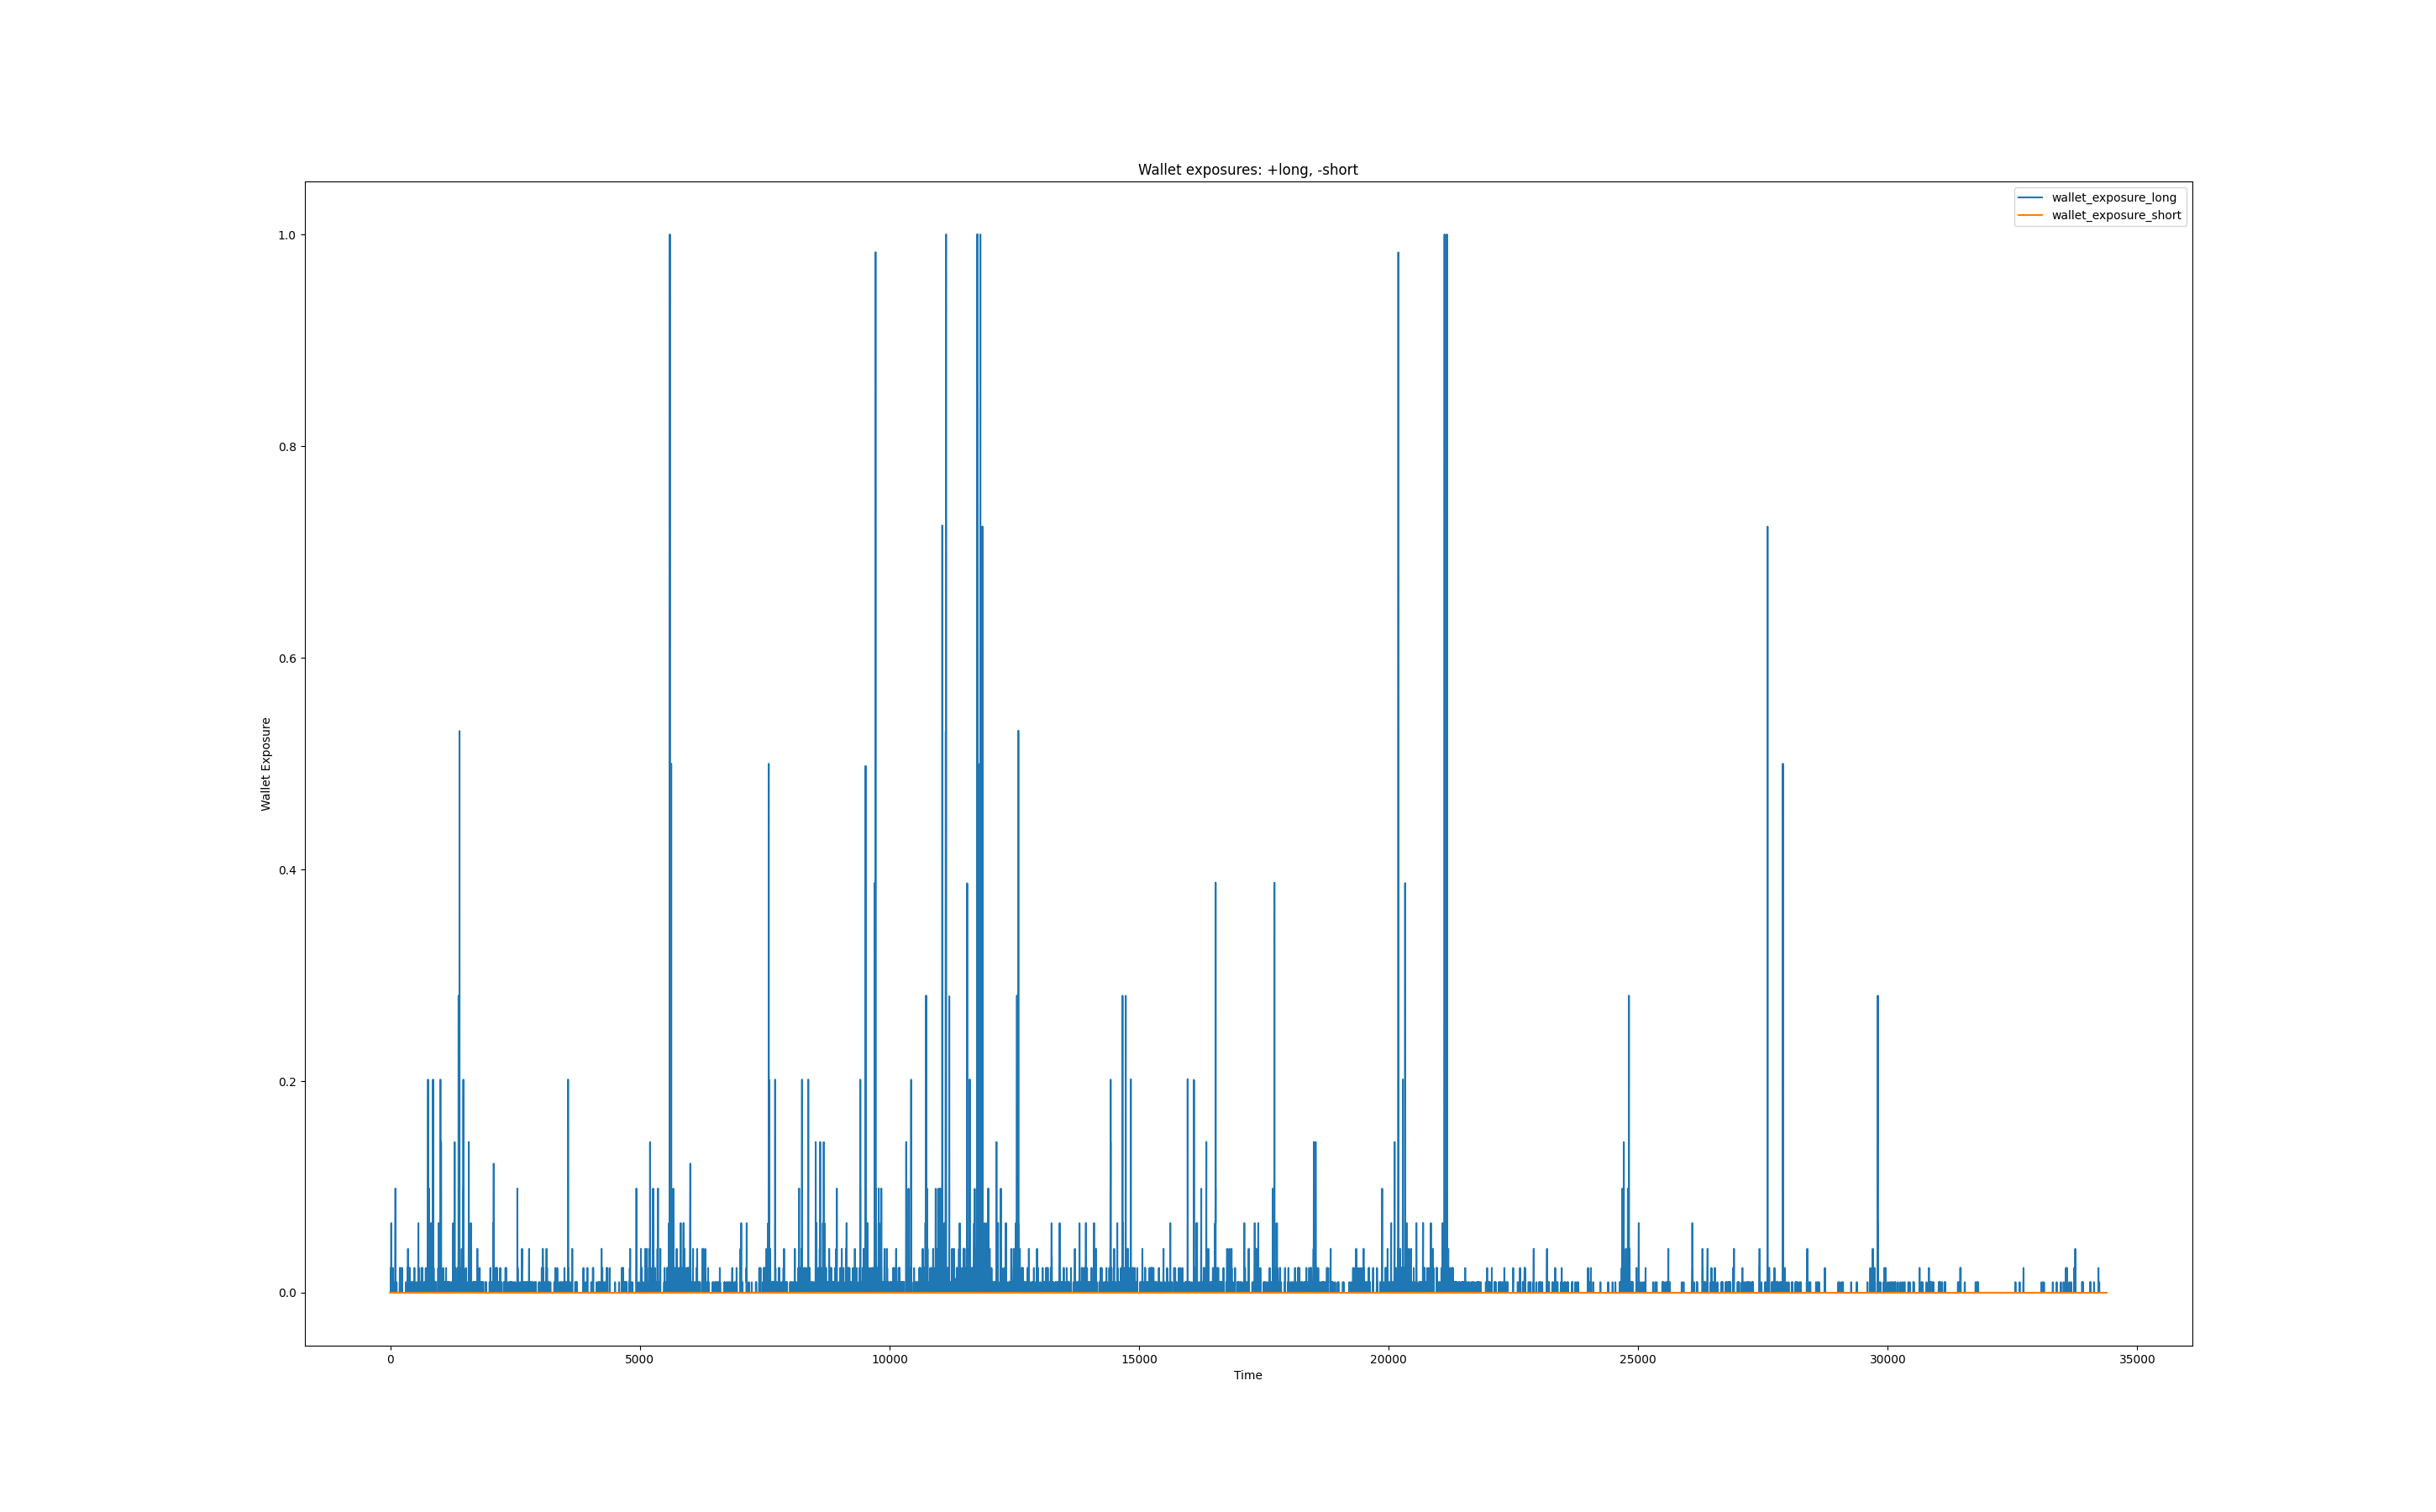 Wallet exposures: +long, -short
wallet_exposure_long
wallet_exposure_short
1.0
0.8
0.6
0.4
0.2
0.0
Wallet Exposure
0 5000 10000 15000 20000 25000 30000 35000
Time